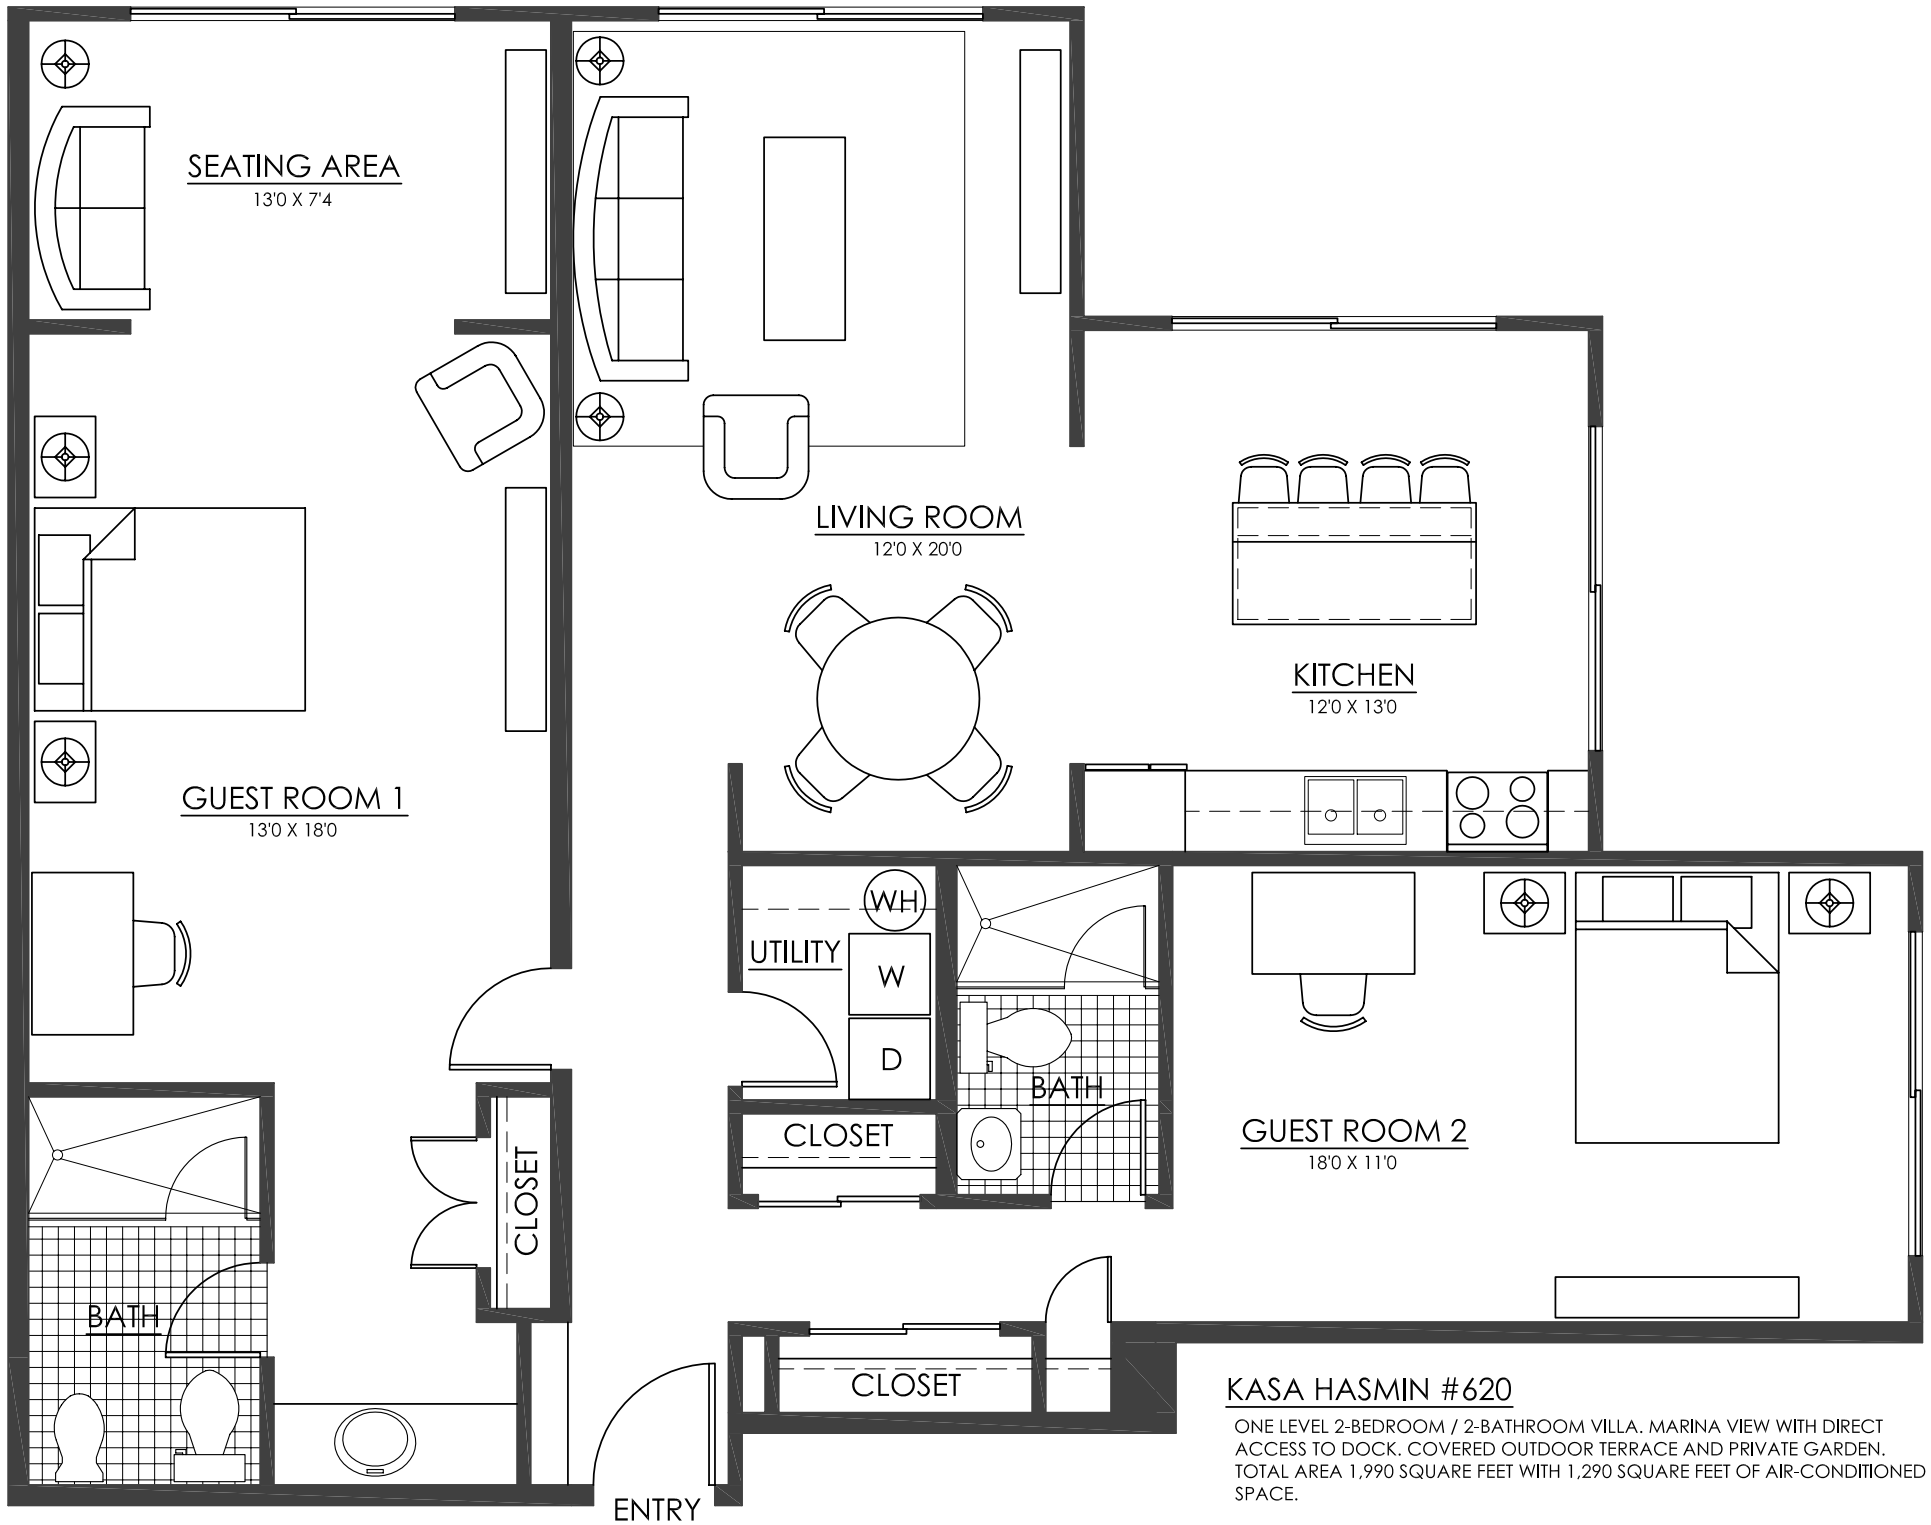 SEATING AREA
13'0 X 7'4
LIVING ROOM
12'0 X 20'0
KITCHEN
12'0 X 13'0
GUEST ROOM 1
13'0 X 18'0
WH
UTILITY
W
D
BATH
CLOSET
GUEST ROOM 2
18'0 X 11'0
CLOSET
BATH
CLOSET
ENTRY
KASA HASMIN #620
ONE LEVEL 2-BEDROOM / 2-BATHROOM VILLA. MARINA VIEW WITH DIRECT
ACCESS TO DOCK. COVERED OUTDOOR TERRACE AND PRIVATE GARDEN.
TOTAL AREA 1,990 SQUARE FEET WITH 1,290 SQUARE FEET OF AIR-CONDITIONED
SPACE.